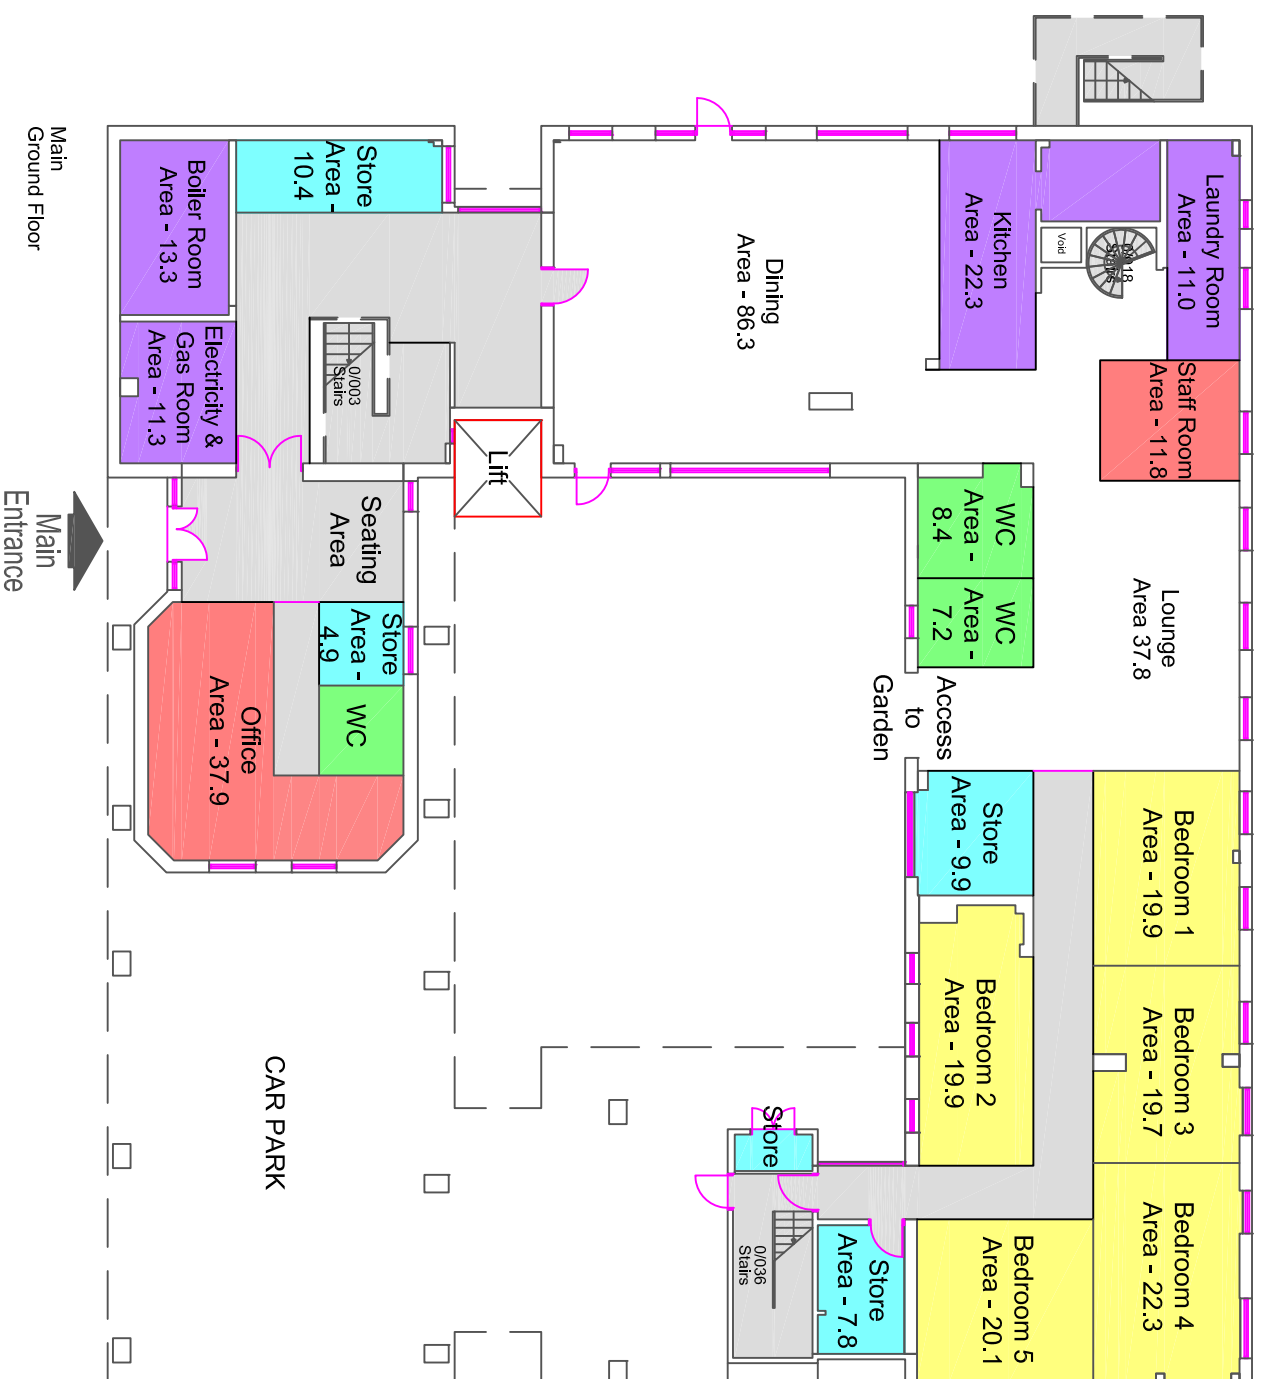 Main
Ground Floor
Main
Entrance
Boiler Room
Area - 13.3
Electricity &
Gas Room
Area - 11.3
Store
Area -
10.4
0/003
Stairs
Seating
Area
Lift
Store
Area -
4.9
WC
Office
Area - 37.9
CAR PARK
Dining
Area - 86.3
Kitchen
Area - 22.3
Void
Stairs
Laundry Room
Area - 11.0
Staff Room
Area - 11.8
WC
Area -
8.4
WC
Area -
7.2
Lounge
Area 37.8
Access
to
Garden
Store
Area - 9.9
Bedroom 1
Area - 19.9
Bedroom 2
Area - 19.9
Bedroom 3
Area - 19.7
Bedroom 4
Area - 22.3
Bedroom 5
Area - 20.1
Store
0/036
Stairs
Store
Area - 7.8